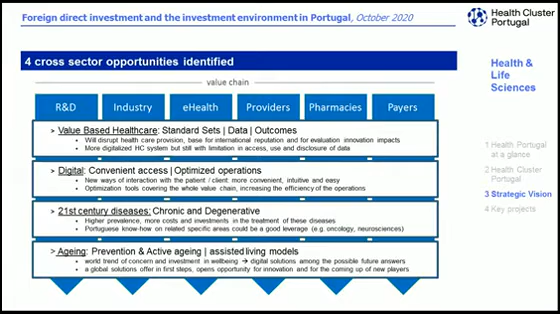 Foreign direct investment and the investment environment in Portugal, October 2020
Health Cluster
Portugal
4 cross sector opportunities identified
Health &
Life
Sciences
value chain
R&D
Industry
eHealth
Providers
Pharmacies
Payers
➤ Value Based Healthcare: Standard Sets | Data | Outcomes
• Will disrupt health care provision, base for international reputation and for evaluation innovation impacts
• More digitalized HC system but still with limitation in access, use and disclosure of data
➤ Digital: Convenient access | Optimized operations
• New ways of interaction with the patient / client: more convenient, intuitive and easy
• Optimization tools covering the whole value chain, increasing the efficiency of the operations
➤ 21st century diseases: Chronic and Degenerative
• Higher prevalence, more costs and investments in the treatment of these diseases
• Portuguese know-how on related specific areas could be a good leverage (e.g. oncology, neurosciences)
➤ Ageing: Prevention & Active ageing | assisted living models
• world trend of concern and investment in wellbeing → digital solutions among the possible future answers
• a global solutions offer in first steps, opens opportunity for innovation and for the coming up of new players
1 Health Portugal
at a glance
2 Health Cluster
Portugal
3 Strategic Vision
4 Key projects